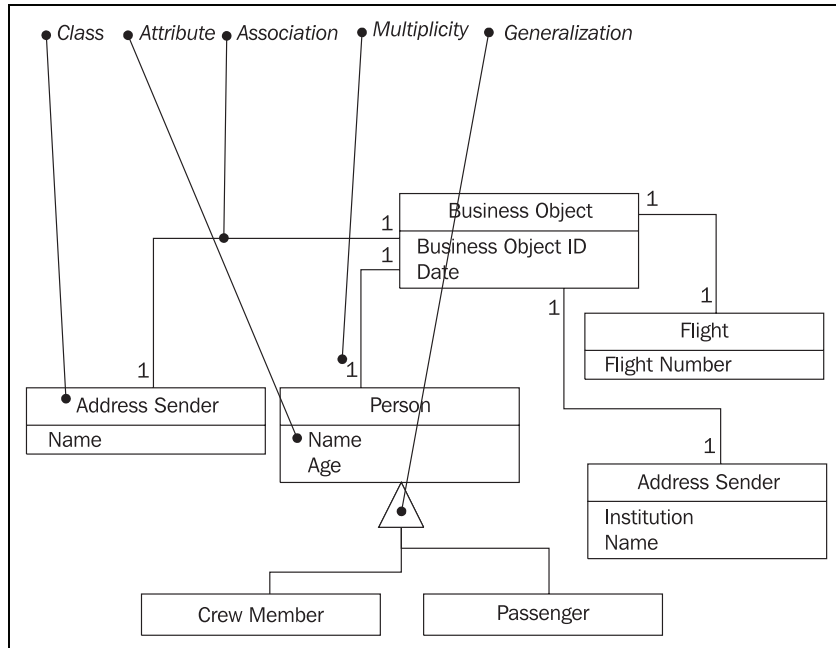 Class Attribute Association Multiplicity Generalization
Business Object
Business Object ID
Date
1
1
1
1
1
Flight
Flight Number
1
1
Address Sender
Name
Person
Name
Age
1
Address Sender
Institution
Name
Crew Member
Passenger